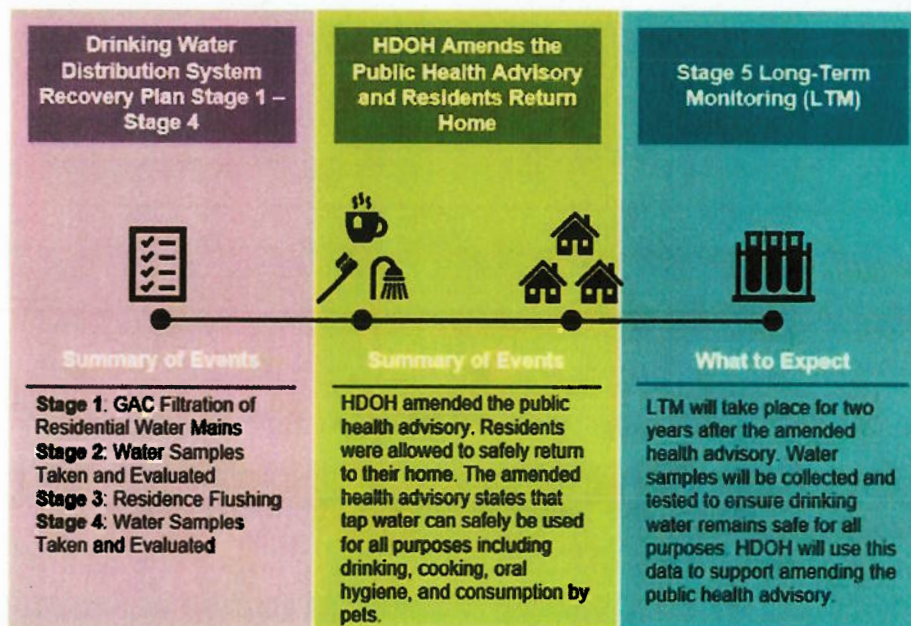 Drinking Water
Distribution System
Recovery Plan Stage 1 –
Stage 4
Summary of Events
Stage 1: GAC Filtration of
Residential Water Mains
Stage 2: Water Samples
Taken and Evaluated
Stage 3: Residence Flushing
Stage 4: Water Samples
Taken and Evaluated
HDOH Amends the
Public Health Advisory
and Residents Return
Home
Summary of Events
HDOH amended the public
health advisory. Residents
were allowed to safely return
to their home. The amended
health advisory states that
tap water can safely be used
for all purposes including
drinking, cooking, oral
hygiene, and consumption by
pets.
Stage 5 Long-Term
Monitoring (LTM)
What to Expect
LTM will take place for two
years after the amended
health advisory. Water
samples will be collected and
tested to ensure drinking
water remains safe for all
purposes. HDOH will use this
data to support amending the
public health advisory.